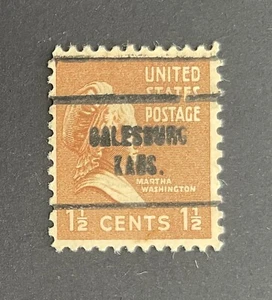 UNITED
STATES
POSTAGE
GALESBURG
KANS.
MARTHA
WASHINGTON
1½ CENTS 1½